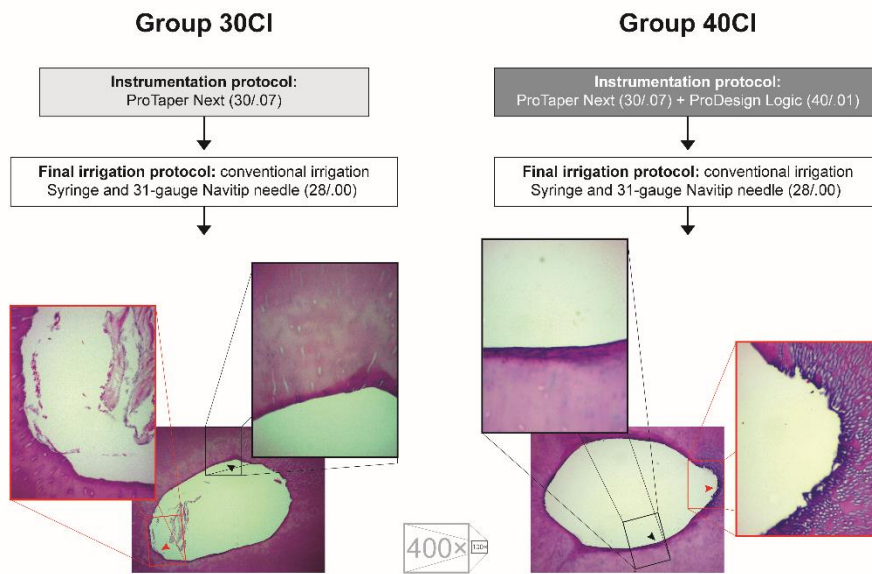 Group 30CI
Group 40CI
Instrumentation protocol:
ProTaper Next (30/.07)
Instrumentation protocol:
ProTaper Next (30/.07) + ProDesign Logic (40/.01)
Final irrigation protocol: conventional irrigation
Syringe and 31-gauge Navitip needle (28/.00)
Final irrigation protocol: conventional irrigation
Syringe and 31-gauge Navitip needle (28/.00)
400×
100×